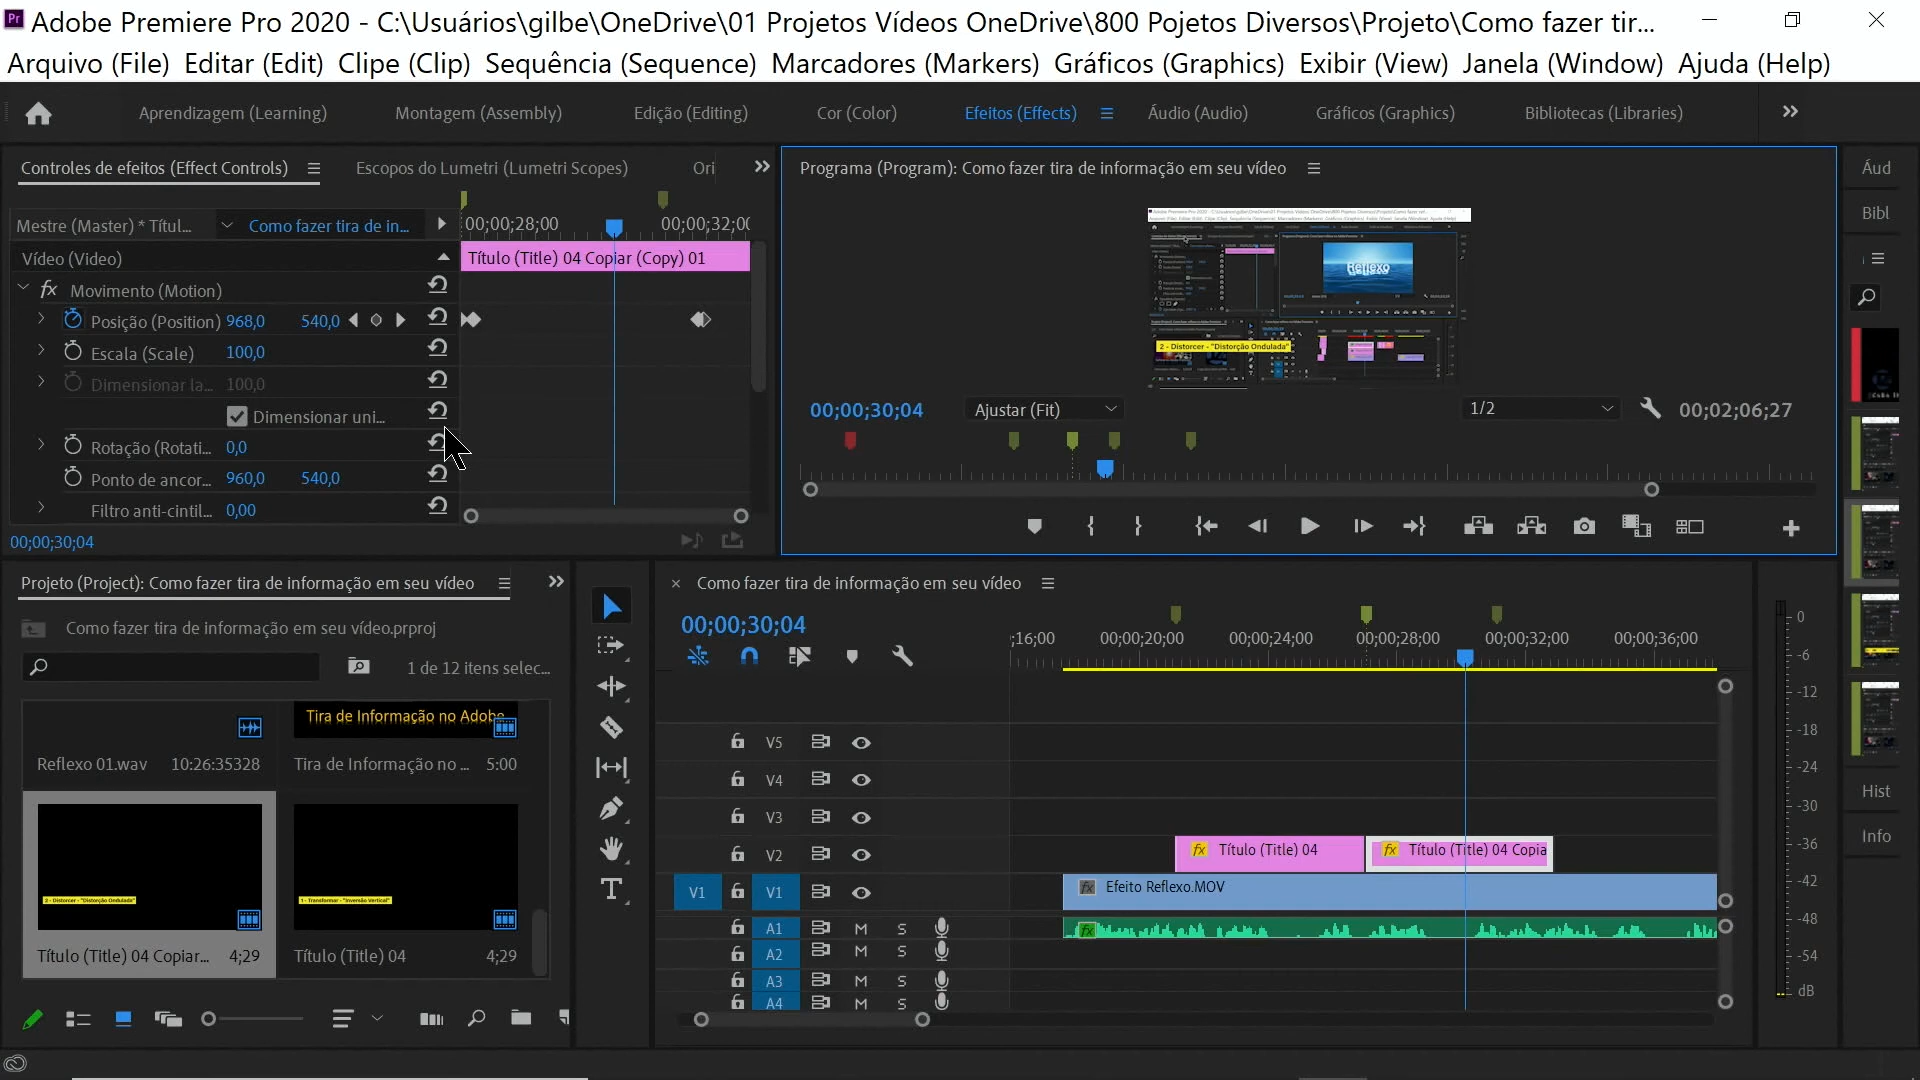 Adobe Premiere Pro 2020 - C:\Usuários\gilbe\OneDrive\01 Projetos Vídeos OneDrive\800 Pojetos Diversos\Projeto\Como fazer tir...
Arquivo (File) Editar (Edit) Clipe (Clip) Sequência (Sequence) Marcadores (Markers) Gráficos (Graphics) Exibir (View) Janela (Window) Ajuda (Help)
Aprendizagem (Learning) Montagem (Assembly) Edição (Editing) Cor (Color) Efeitos (Effects) Áudio (Audio) Gráficos (Graphics) Bibliotecas (Libraries)
Controles de efeitos (Effect Controls) Escopos do Lumetri (Lumetri Scopes) Ori
Mestre (Master) * Títul... Como fazer tira de in...
00;00;28;00 00;00;32;00
Vídeo (Video)
Título (Title) 04 Copiar (Copy) 01
fx Movimento (Motion)
Posição (Position) 968,0 540,0
Escala (Scale) 100,0
Dimensionar la... 100,0
Dimensionar uni...
Rotação (Rotati... 0,0
Ponto de ancor... 960,0 540,0
Filtro anti-cintil... 0,00
00;00;30;04
Programa (Program): Como fazer tira de informação em seu vídeo
Reflexo
2 - Distorcer - "Distorção Ondulada"
00;00;30;04 Ajustar (Fit) 1/2 00;02;06;27
Áud
Bibl
Hist
Info
Projeto (Project): Como fazer tira de informação em seu vídeo
Como fazer tira de informação em seu vídeo.prproj
1 de 12 itens selec...
Tira de Informação no Adobe
Reflexo 01.wav 10:26:35328
Tira de Informação no ... 5:00
2 - Distorcer - "Distorção Ondulada"
1 - Transformar - "Inversão Vertical"
Título (Title) 04 Copiar... 4;29
Título (Title) 04 4;29
Como fazer tira de informação em seu vídeo
00;00;30;04
;16;00 00;00;20;00 00;00;24;00 00;00;28;00 00;00;32;00 00;00;36;00
V5
V4
V3
V2
fx Título (Title) 04
fx Título (Title) 04 Copia
V1 V1
fx Efeito Reflexo.MOV
A1 M S
fx
A2 M S
A3 M S
A4 M S
0
-6
-12
-18
-24
-30
-36
-42
-48
-54
dB